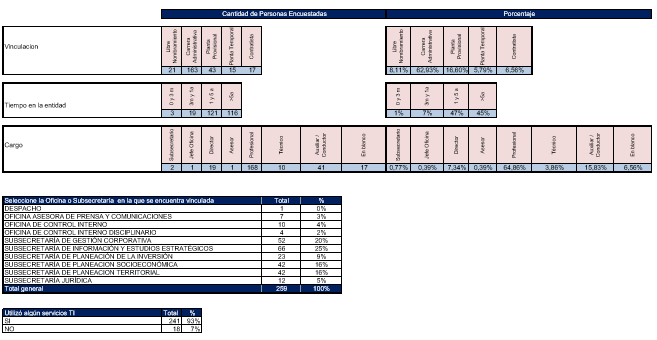 Cantidad de Personas Encuestadas Porcentaje
Vinculacion Libre Nombramiento Carrera Administrativa Planta Provisional Planta Temporal Contratista Libre Nombramiento Carrera Administrativa Planta Provisional Planta Temporal Contratista
21 163 43 15 17 8,11% 62,93% 16,60% 5,79% 6,56%
Tiempo en la entidad 0 y 3 m 3m y 1a 1 y 5 a >5a 0 y 3 m 3m y 1a 1 y 5 a >5a
3 19 121 116 1% 7% 47% 45%
Cargo Subsecretario Jefe Oficina Director Asesor Profesional Técnico Auxiliar / Conductor En blanco Subsecretario Jefe Oficina Director Asesor Profesional Técnico Auxiliar / Conductor En blanco
2 1 19 1 168 10 41 17 0,77% 0,39% 7,34% 0,39% 64,86% 3,86% 15,83% 6,56%
Seleccione la Oficina o Subsecretaría en la que se encuentra vinculada Total %
DESPACHO 1 0%
OFICINA ASESORA DE PRENSA Y COMUNICACIONES 7 3%
OFICINA DE CONTROL INTERNO 10 4%
OFICINA DE CONTROL INTERNO DISCIPLINARIO 4 2%
SUBSECRETARÍA DE GESTIÓN CORPORATIVA 52 20%
SUBSECRETARÍA DE INFORMACIÓN Y ESTUDIOS ESTRATÉGICOS 66 25%
SUBSECRETARÍA DE PLANEACIÓN DE LA INVERSIÓN 23 9%
SUBSECRETARÍA DE PLANEACION SOCIOECONÓMICA 42 16%
SUBSECRETARÍA DE PLANEACION TERRITORIAL 42 16%
SUBSECRETARÍA JURÍDICA 12 5%
Total general 259 100%
Utilizó algún servicios TI Total %
SI 241 93%
NO 18 7%